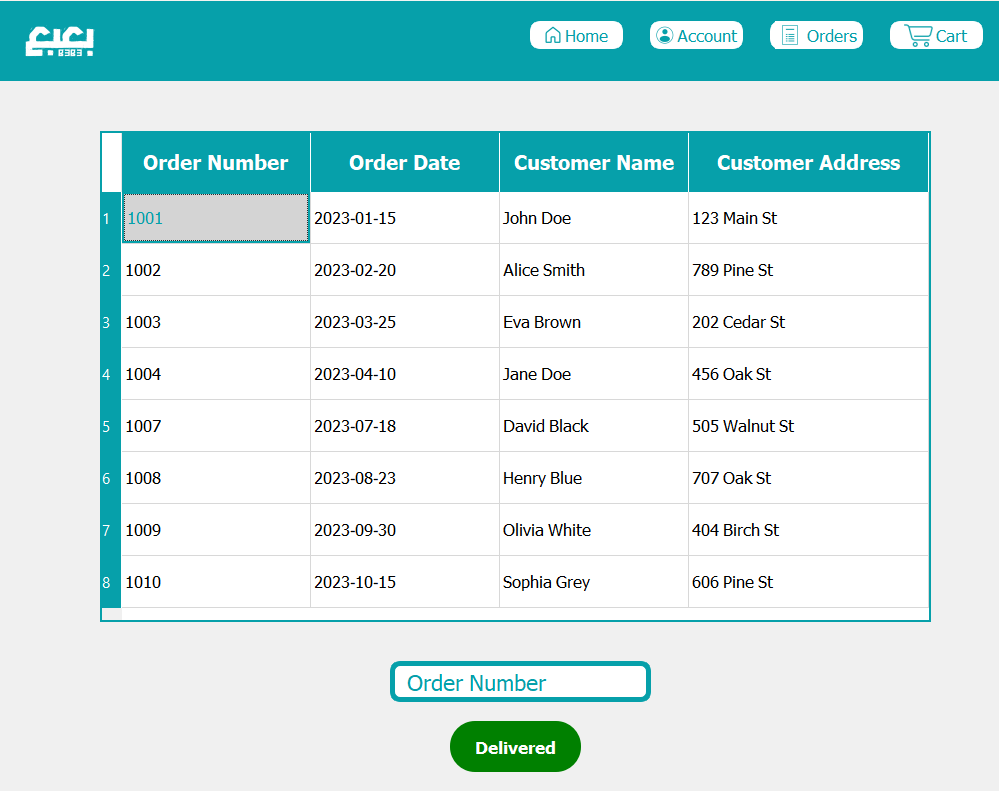 Home Account Orders Cart
Order Number Order Date Customer Name Customer Address
1 1001 2023-01-15 John Doe 123 Main St
2 1002 2023-02-20 Alice Smith 789 Pine St
3 1003 2023-03-25 Eva Brown 202 Cedar St
4 1004 2023-04-10 Jane Doe 456 Oak St
5 1007 2023-07-18 David Black 505 Walnut St
6 1008 2023-08-23 Henry Blue 707 Oak St
7 1009 2023-09-30 Olivia White 404 Birch St
8 1010 2023-10-15 Sophia Grey 606 Pine St
Order Number
Delivered